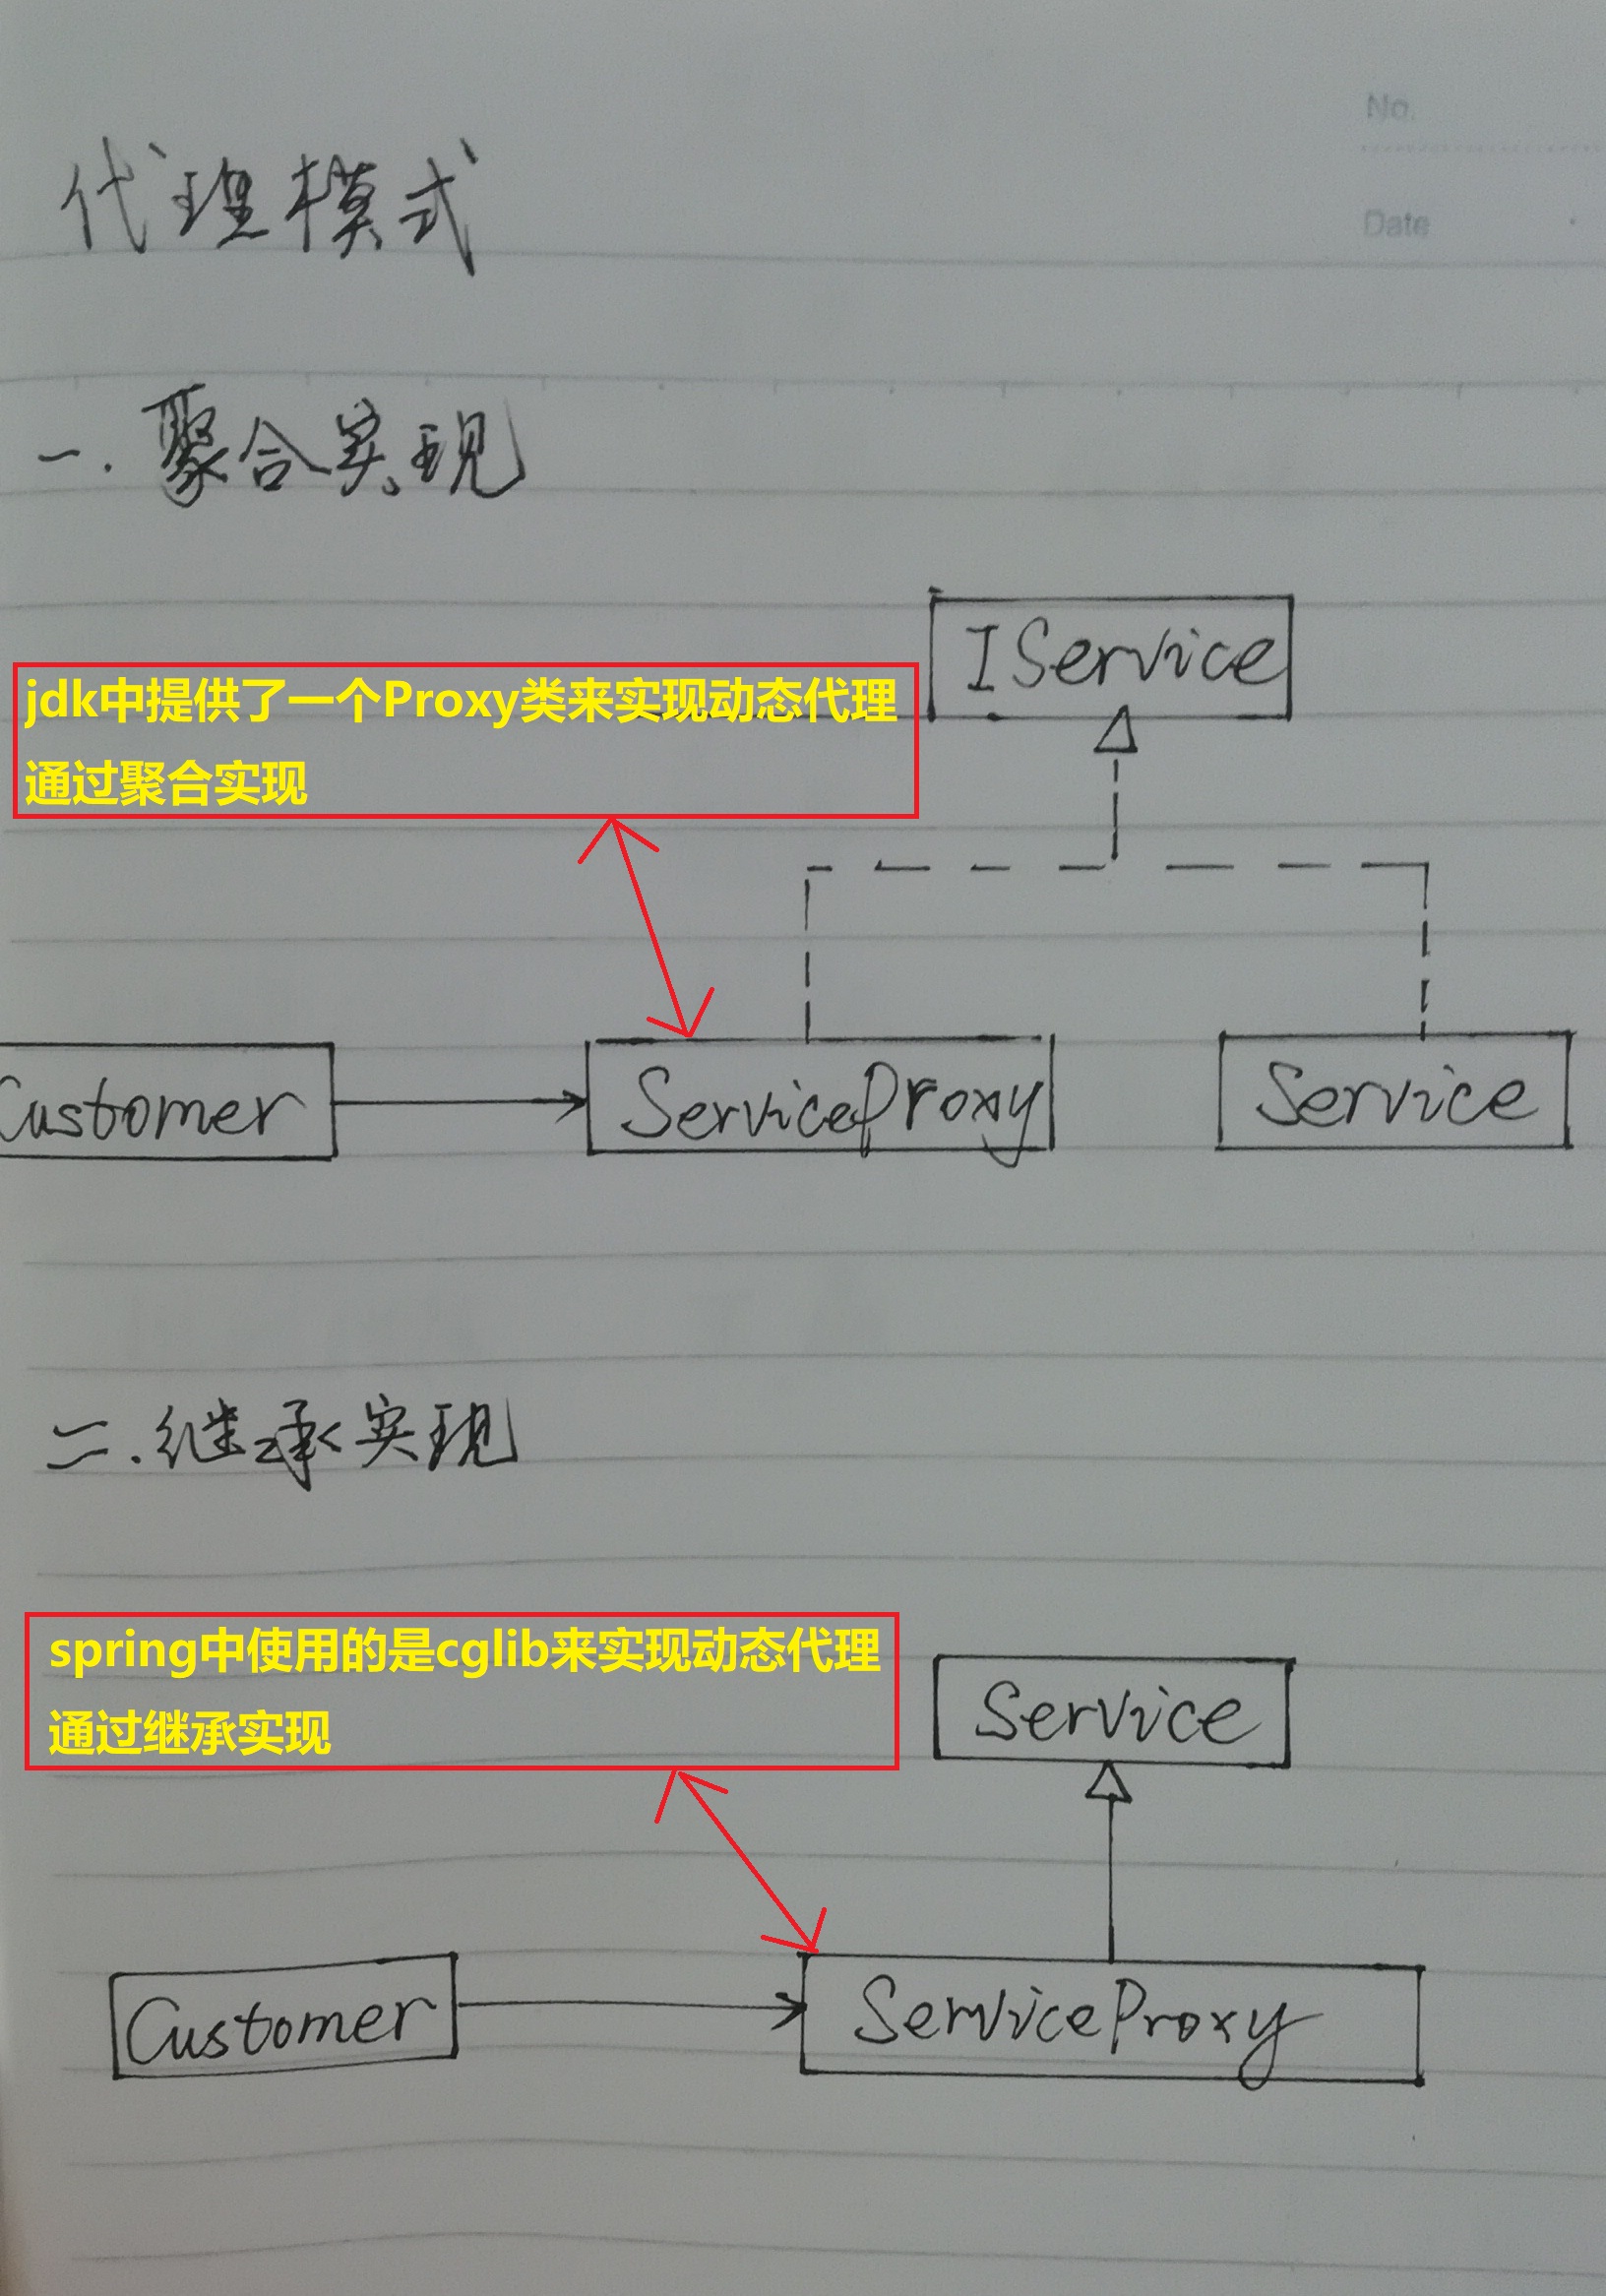 No.
Date
代理模式
一.聚合实现
IService
jdk中提供了一个Proxy类来实现动态代理
通过聚合实现
Customer
ServiceProxy
Service
二.继承实现
spring中使用的是cglib来实现动态代理
通过继承实现
Service
Customer
ServiceProxy